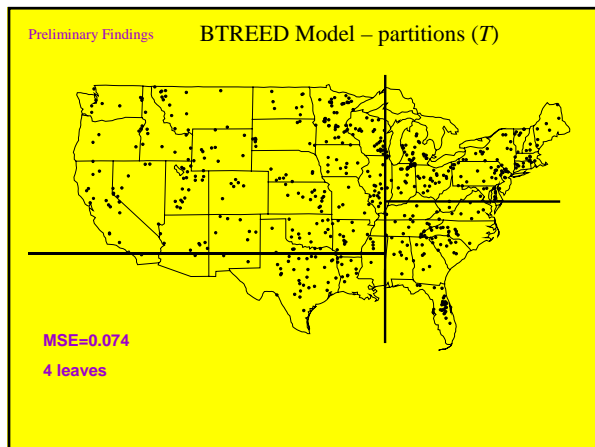 Preliminary Findings
BTREED Model – partitions (T)
MSE=0.074
4 leaves